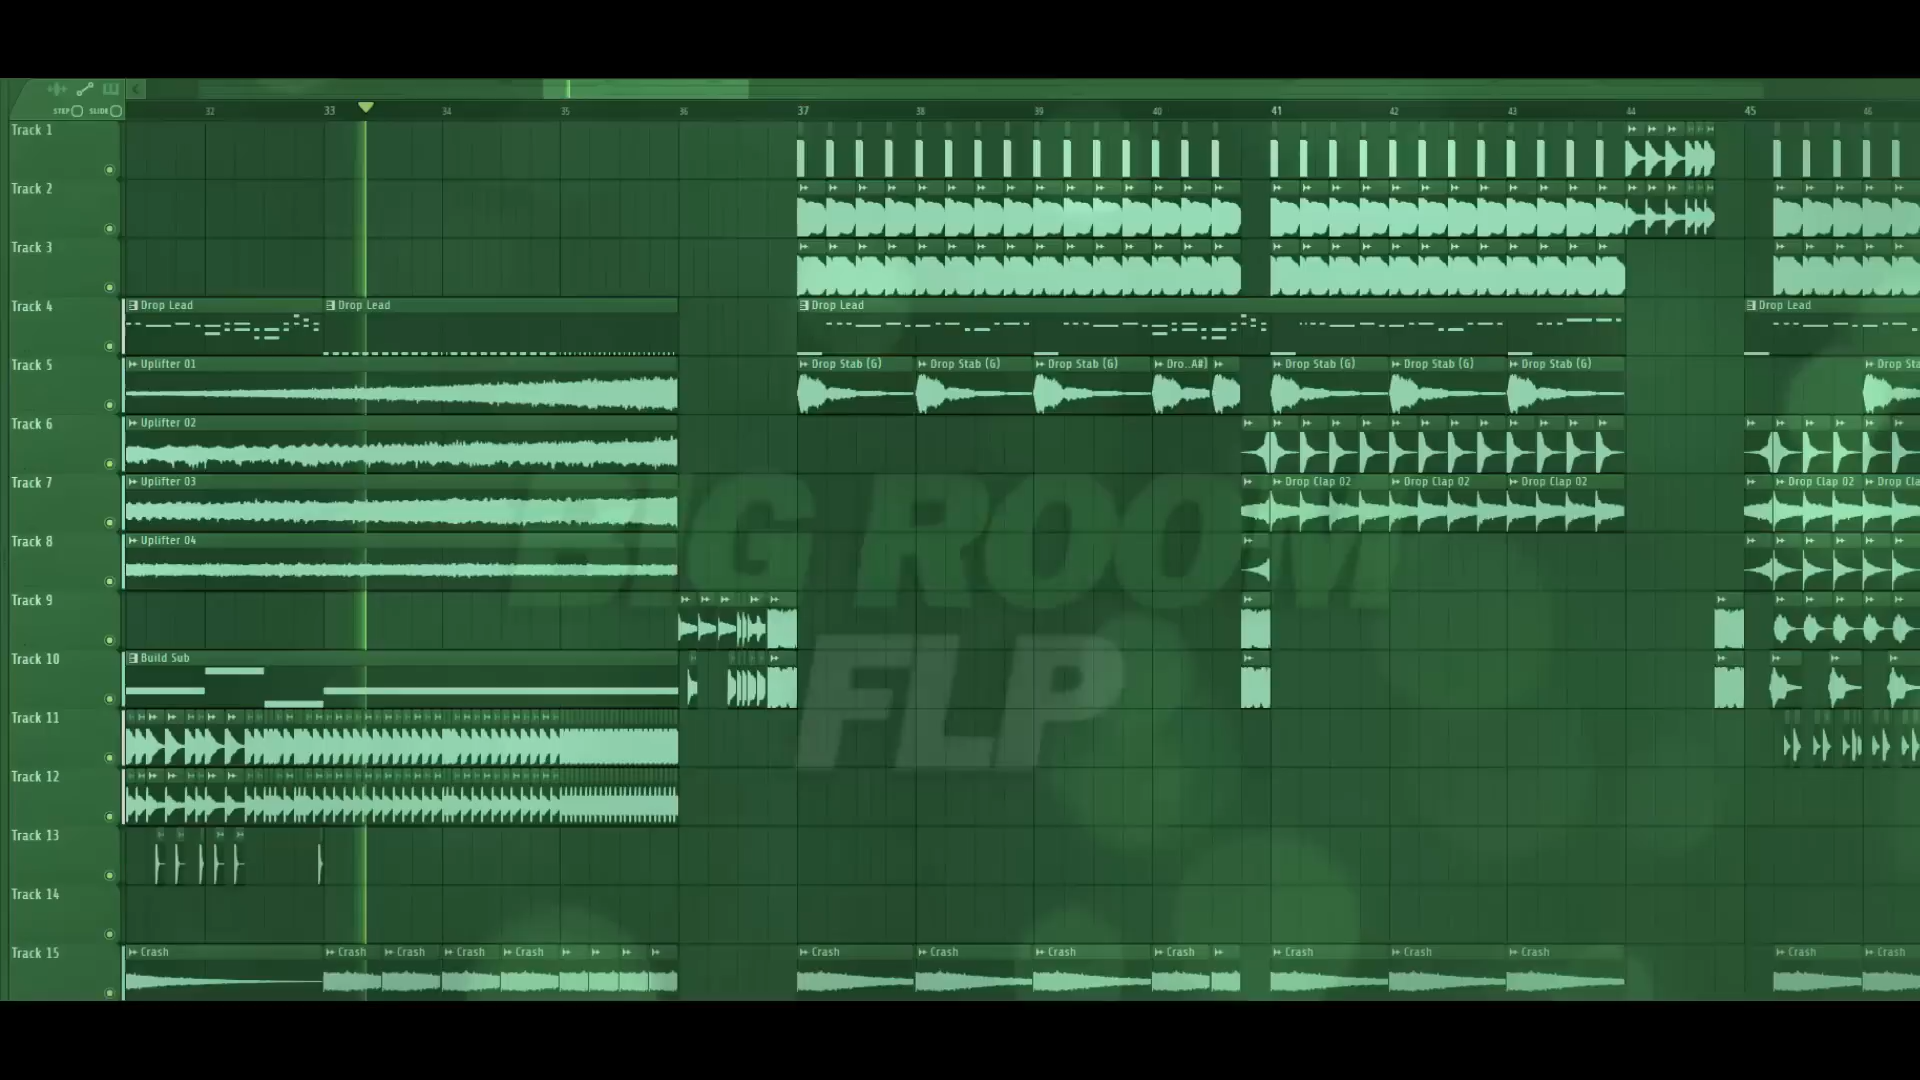 STEP SLIDE
32 33 34 35 36 37 38 39 40 41 42 43 44 45 46
Track 1
Track 2
Track 3
Track 4 Drop Lead Drop Lead Drop Lead Drop Lead
Track 5 Uplifter 01 Drop Stab (G) Drop Stab (G) Drop Stab (G) Dro..A#) Drop Stab (G) Drop Stab (G) Drop Stab (G) Drop Sta
Track 6 Uplifter 02
Track 7 Uplifter 03 Drop Clap 02 Drop Clap 02 Drop Clap 02 Drop Clap 02 Drop Cla
Track 8 Uplifter 04
BIG ROOM
Track 9
Track 10 Build Sub
FLP
Track 11
Track 12
Track 13
Track 14
Track 15 Crash Crash Crash Crash Crash Crash Crash Crash Crash Crash Crash Crash Crash Crash